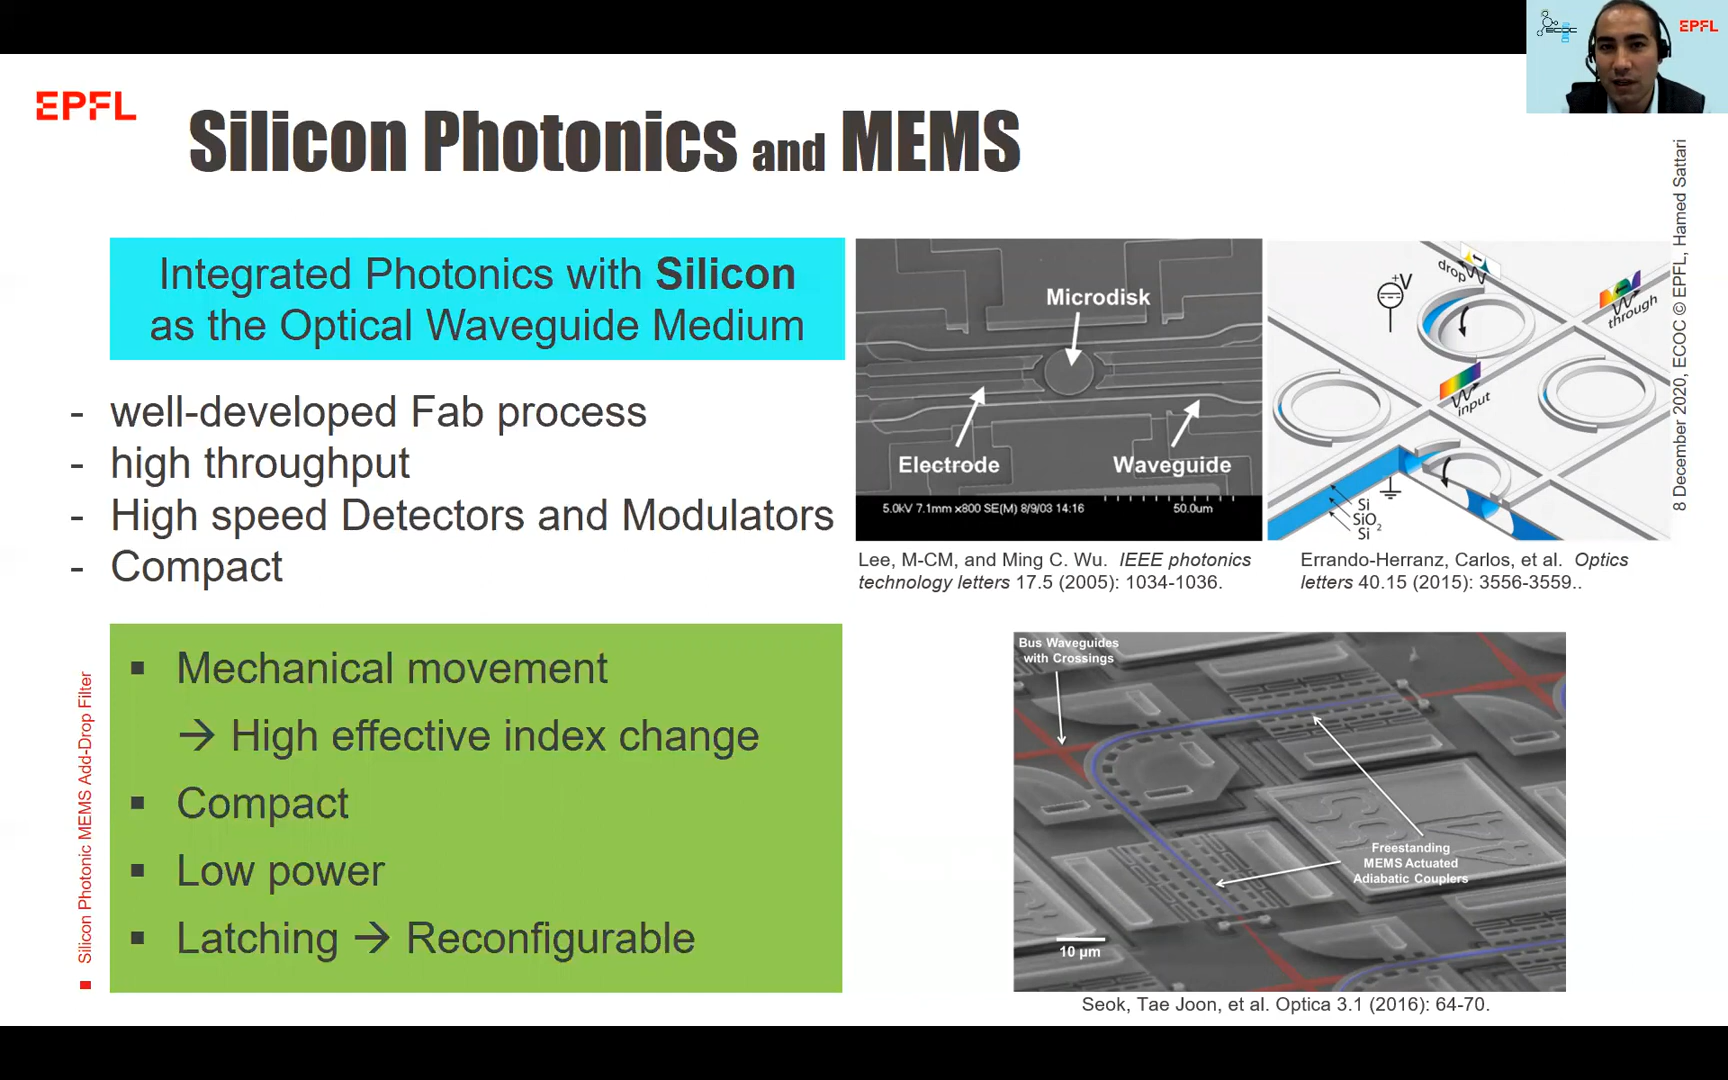 ECOC
EPFL
EPFL
Silicon Photonics and MEMS
Integrated Photonics with Silicon
as the Optical Waveguide Medium
- well-developed Fab process
- high throughput
- High speed Detectors and Modulators
- Compact
▪ Mechanical movement
→ High effective index change
▪ Compact
▪ Low power
▪ Latching → Reconfigurable
Microdisk
Electrode
Waveguide
5.0kV 7.1mm x800 SE(M) 8/9/03 14:16
50.0um
Lee, M-CM, and Ming C. Wu. IEEE photonics
technology letters 17.5 (2005): 1034-1036.
+V
drop
through
input
Si
SiO2
Si
Errando-Herranz, Carlos, et al. Optics
letters 40.15 (2015): 3556-3559..
Bus Waveguides
with Crossings
Freestanding
MEMS Actuated
Adiabatic Couplers
10 μm
Seok, Tae Joon, et al. Optica 3.1 (2016): 64-70.
8 December 2020, ECOC © EPFL, Hamed Sattari
Silicon Photonic MEMS Add-Drop Filter